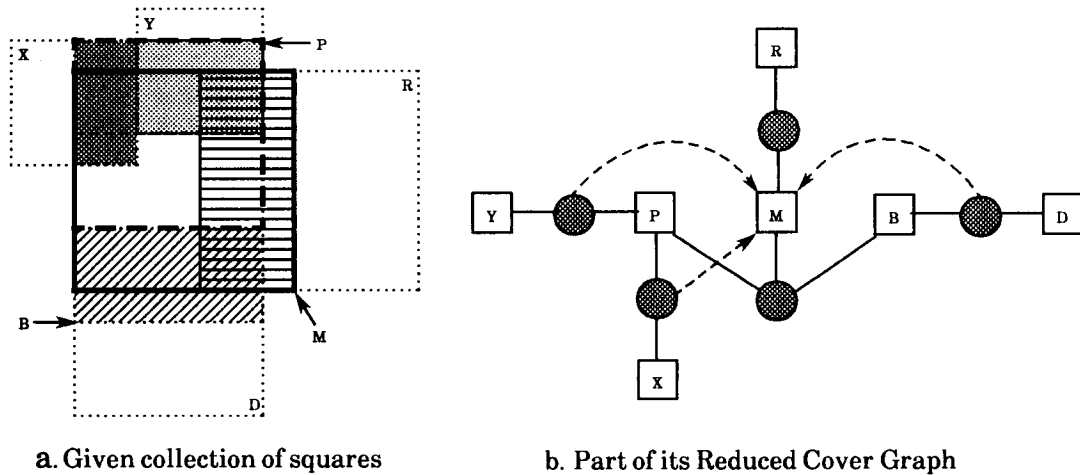 Y
P
X
R
B
M
D
R
Y
P
M
B
D
X
a. Given collection of squares
b. Part of its Reduced Cover Graph